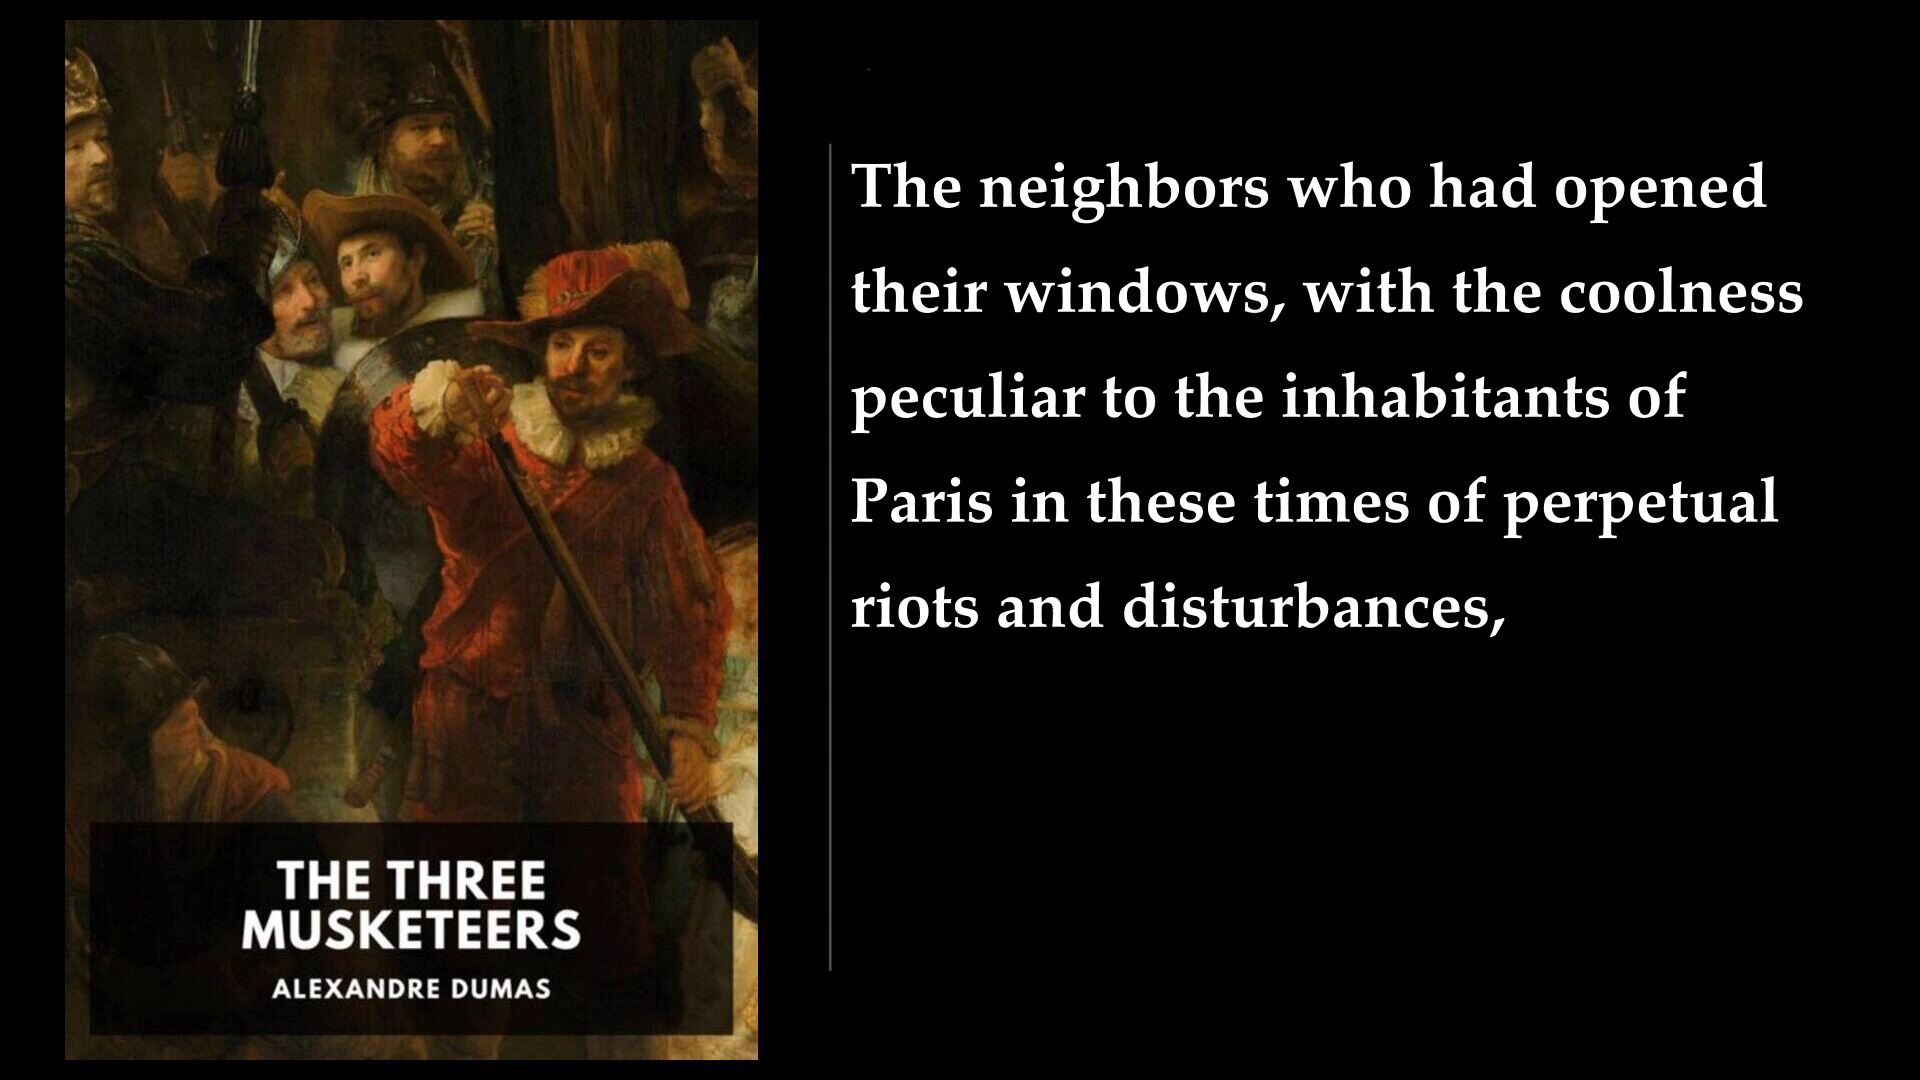 THE THREE
MUSKETEERS
ALEXANDRE DUMAS
The neighbors who had opened
their windows, with the coolness
peculiar to the inhabitants of
Paris in these times of perpetual
riots and disturbances,